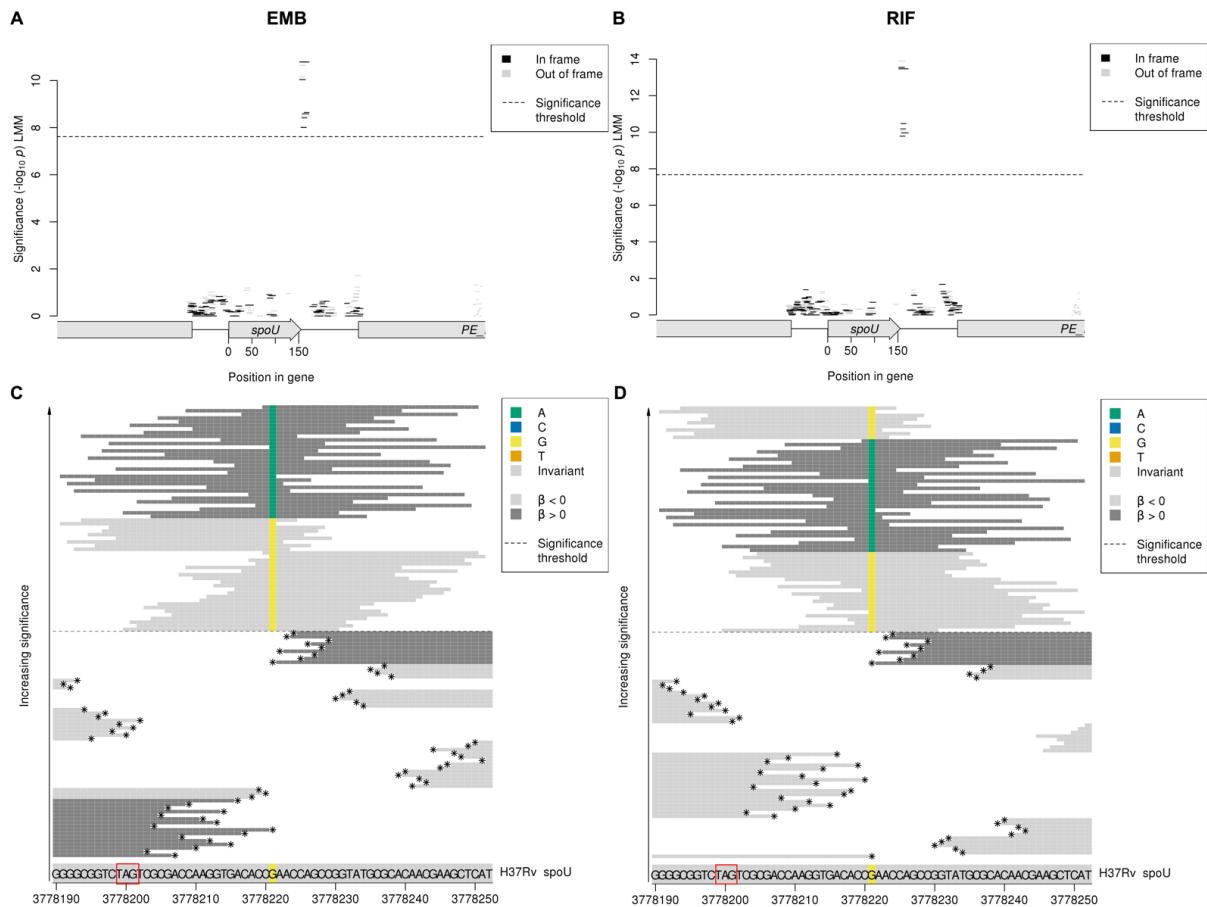 A
EMB
B
RIF
In frame
Out of frame
Significance
threshold
Significance (-log10 p) LMM
0
2
4
6
8
10
spoU
PE_
0
50
150
Position in gene
In frame
Out of frame
Significance
threshold
Significance (-log10 p) LMM
0
2
4
6
8
10
12
14
spoU
PE_
0
50
150
Position in gene
C
A
C
G
T
Invariant
β < 0
β > 0
Significance
threshold
Increasing significance
GGGGCGGTCTAGTCGCGACCAAGGTGACACCGAACCAGCCGGTATGCGCACAACGAAGCTCAT
H37Rv spoU
3778190
3778200
3778210
3778220
3778230
3778240
3778250
D
A
C
G
T
Invariant
β < 0
β > 0
Significance
threshold
Increasing significance
GGGGCGGTCTAGTCGCGACCAAGGTGACACCGAACCAGCCGGTATGCGCACAACGAAGCTCAT
H37Rv spoU
3778190
3778200
3778210
3778220
3778230
3778240
3778250